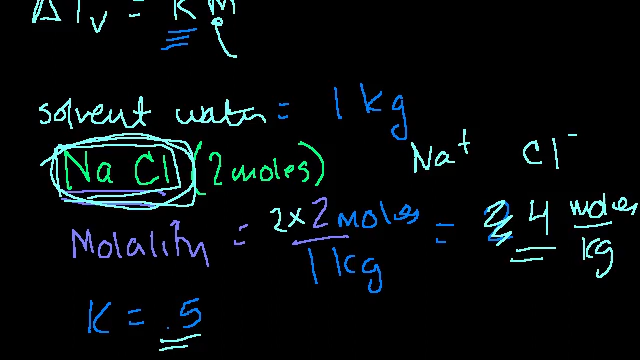 ΔTv = K m
solvent water = 1 kg
Na Cl (2 moles) Na+ Cl-
Molality = 2 x 2 moles / 1 kg = 4 moles / kg
K = .5